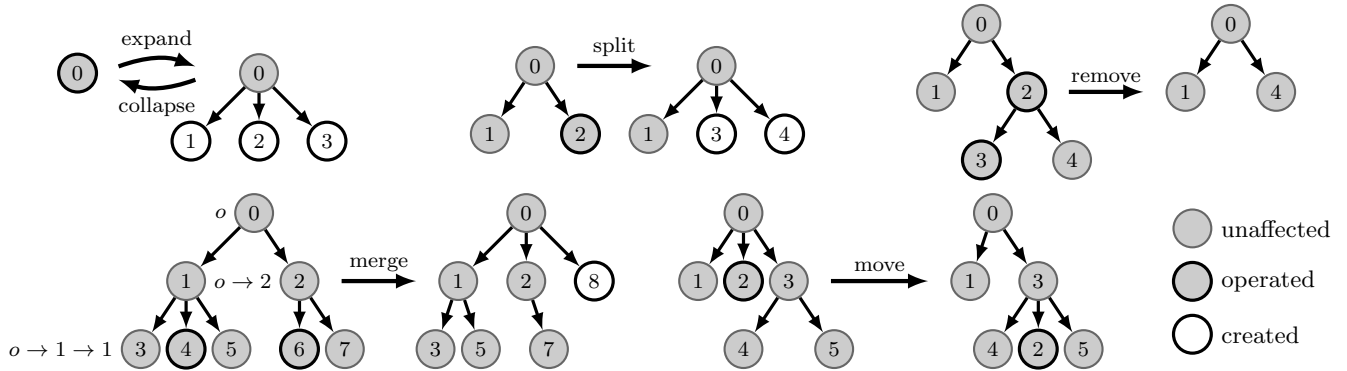 0 expand collapse 0
1 2 3
0 split 0
1 2 1 3 4
0 remove 0
1 2 1 4
3 4
o 0 merge 0
1 o → 2 2 1 2 8
o → 1 → 1 3 4 5 6 7 3 5 7
0 move 0
1 2 3 1 3
4 5 4 2 5
unaffected
operated
created